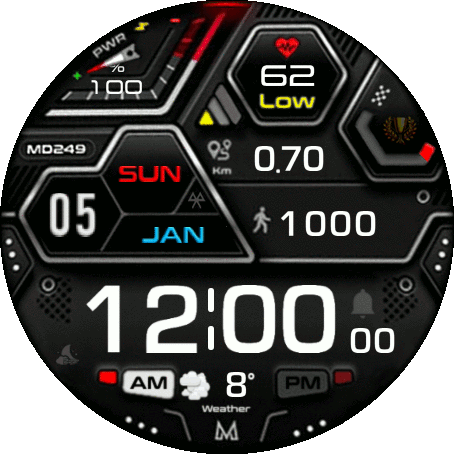 PWR
%
100
62
Low
MD249
Km
0.70
SUN
05
JAN
1000
12:00
00
AM
8°
PM
Weather